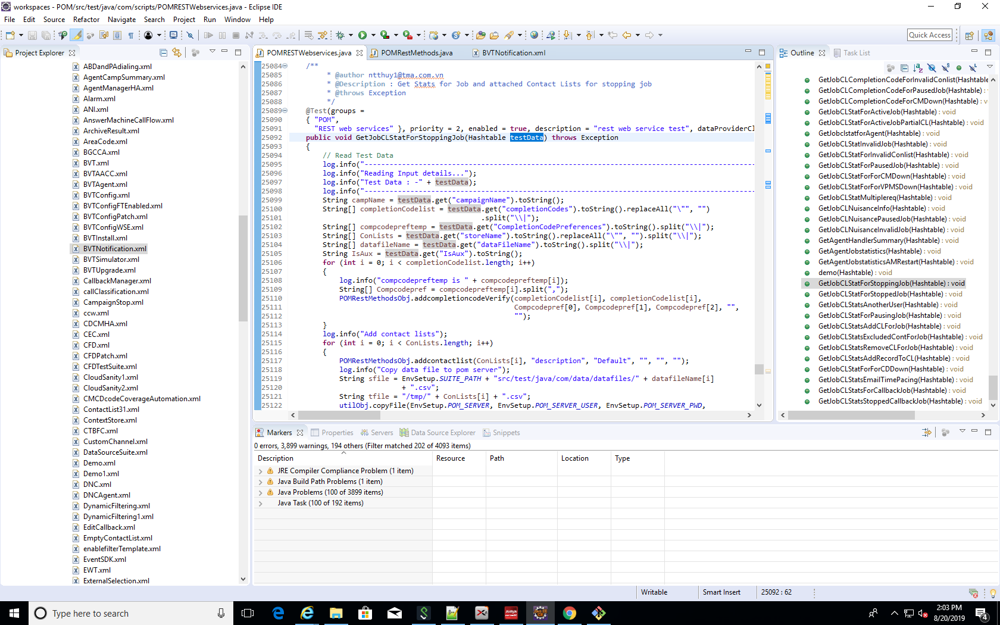 workspaces - POM/src/test/java/com/scripts/POMRESTWebservices.java - Eclipse IDE
File Edit Source Refactor Navigate Search Project Run Window Help
Quick Access
Project Explorer
ABDandPAdialing.xml
AgentCampSummary.xml
AgentManagerHA.xml
Alarm.xml
ANI.xml
AnswerMachineCallFlow.xml
ArchiveResult.xml
AreaCode.xml
BGCCA.xml
BVT.xml
BVTAACC.xml
BVTAgent.xml
BVTConfig.xml
BVTConfigFTEnabled.xml
BVTConfigPatch.xml
BVTConfigWSE.xml
BVTInstall.xml
BVTNotification.xml
BVTSimulator.xml
BVTUpgrade.xml
CallbackManager.xml
callClassification.xml
CampaignStop.xml
ccw.xml
CDCMHA.xml
CEC.xml
CFD.xml
CFDPatch.xml
CFDTestSuite.xml
CloudSanity1.xml
CloudSanity2.xml
CMCDcodeCoverageAutomation.xml
ContactList31.xml
ContextStore.xml
CTBFC.xml
CustomChannel.xml
DataSourceSuite.xml
Demo.xml
Demo1.xml
DNC.xml
DNCAgent.xml
DynamicFiltering.xml
DynamicFiltering1.xml
EditCallback.xml
EmptyContactList.xml
enablefilterTemplate.xml
EventSDK.xml
EWT.xml
ExternalSelection.xml
POMRESTWebservices.java POMRestMethods.java BVTNotification.xml
25084 /**
25085 * @author ntthuy1@tma.com.vn
25086 * @Description : Get Stats for Job and attached Contact Lists for stopping job
25087 * @throws Exception
25088 */
25089 @Test(groups =
25090 { "POM",
25091 "REST web services" }, priority = 2, enabled = true, description = "rest web service test", dataProviderCl
25092 public void GetJobCLStatForStoppingJob(Hashtable testData) throws Exception
25093 {
25094 // Read Test Data
25095 log.info("---------------------------------------------------------------------------------------------
25096 log.info("Reading Input details...");
25097 log.info("Test Data : -" + testData);
25098 log.info("---------------------------------------------------------------------------------------------
25099 String campName = testData.get("campaignName").toString();
25100 String[] completionCodelist = testData.get("completionCodes").toString().replaceAll("\"", "")
25101 .split("\\|");
25102 String[] compcodepreftemp = testData.get("CompletionCodePreferences").toString().split("\\|");
25103 String[] ConLists = testData.get("storeName").toString().replaceAll("\"", "").split("\\|");
25104 String[] datafileName = testData.get("dataFileName").toString().split("\\|");
25105 String IsAux = testData.get("IsAux").toString();
25106 for (int i = 0; i < completionCodelist.length; i++)
25107 {
25108 log.info("compcodepreftemp is " + compcodepreftemp[i]);
25109 String[] Compcodepref = compcodepreftemp[i].split(",");
25110 POMRestMethodsObj.addcompletioncodeVerify(completionCodelist[i], completionCodelist[i],
25111 Compcodepref[0], Compcodepref[1], Compcodepref[2], "",
25112 "");
25113 }
25114 log.info("Add contact lists");
25115 for (int i = 0; i < ConLists.length; i++)
25116 {
25117 POMRestMethodsObj.addcontactlist(ConLists[i], "description", "Default", "", "", "");
25118 log.info("Copy data file to pom server");
25119 String sfile = EnvSetup.SUITE_PATH + "src/test/java/com/data/datafiles/" + datafileName[i]
25120 + ".csv";
25121 String tfile = "/tmp/" + ConLists[i] + ".csv";
25122 utilObj.copyFile(EnvSetup.POM_SERVER, EnvSetup.POM_SERVER_USER, EnvSetup.POM_SERVER_PWD,
Outline Task List
GetJobCLCompletionCodeForInvalidConlist(Hashtable
GetJobCLCompletionCodeForPausedJob(Hashtable) :
GetJobCLCompletionCodeForCMDown(Hashtable) : v
GetJobCLStatForActiveJob(Hashtable) : void
GetJobCLStatForActiveJobPartialCL(Hashtable) : void
GetJobclstatforAgent(Hashtable) : void
GetJobCLStatInvalidJob(Hashtable) : void
GetJobCLStatForInvalidConlist(Hashtable) : void
GetJobCLStatForPausedJob(Hashtable) : void
GetJobCLStatForForCMDown(Hashtable) : void
GetJobCLStatForForVPMSDown(Hashtable) : void
GetJobCLStatMultiplereq(Hashtable) : void
GetJobCLNuisanceInfo(Hashtable) : void
GetJobCLNuisancePausedJob(Hashtable) : void
GetJobCLNuisanceInvalidJob(Hashtable) : void
GetAgentHandlerSummary(Hashtable) : void
GetAgentJobstatistics(Hashtable) : void
GetAgentJobstatisticsAMRestart(Hashtable) : void
demo(Hashtable) : void
GetJobCLStatForStoppingJob(Hashtable) : void
GetJobCLStatForStoppedJob(Hashtable) : void
GetJobCLStatsAnotherUser(Hashtable) : void
GetJobCLStatForPausingJob(Hashtable) : void
GetJobCLStatsAddCLForJob(Hashtable) : void
GetJobCLStatsExcludedContForJob(Hashtable) : void
GetJobCLStatsRemoveCLForJob(Hashtable) : void
GetJobCLStatsAddRecordToCL(Hashtable) : void
GetJobCLStatForForCDDown(Hashtable) : void
GetJobCLStatsEmailTimePacing(Hashtable) : void
GetJobCLStatsForCallbackJob(Hashtable) : void
GetJobCLStatsStoppedCallbackJob(Hashtable) : void
Markers Properties Servers Data Source Explorer Snippets
0 errors, 3,899 warnings, 194 others (Filter matched 202 of 4093 items)
Description Resource Path Location Type
JRE Compiler Compliance Problem (1 item)
Java Build Path Problems (1 item)
Java Problems (100 of 3899 items)
Java Task (100 of 192 items)
Writable Smart Insert 25092 : 62
Type here to search
2:03 PM
8/20/2019
4